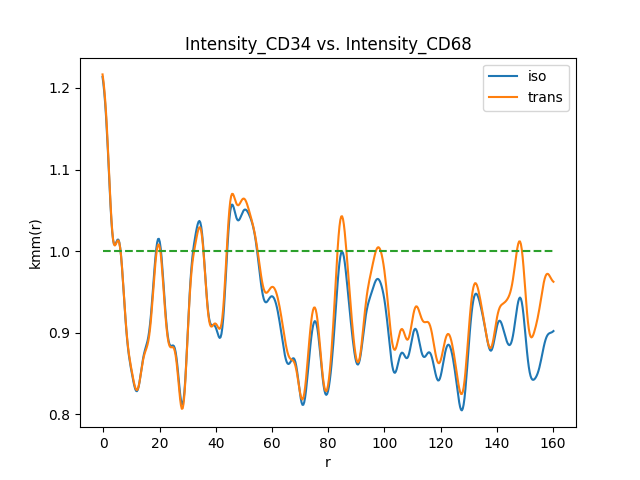 Intensity_CD34 vs. Intensity_CD68
iso
trans
1.2
1.1
1.0
0.9
0.8
kmm(r)
0 20 40 60 80 100 120 140 160
r